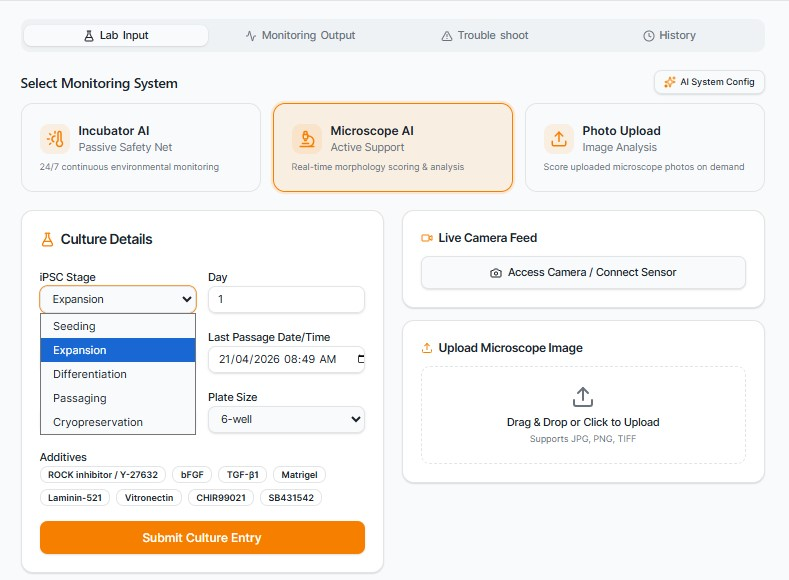 Lab Input
Monitoring Output
Trouble shoot
History
Select Monitoring System
AI System Config
Incubator AI
Passive Safety Net
24/7 continuous environmental monitoring
Microscope AI
Active Support
Real-time morphology scoring & analysis
Photo Upload
Image Analysis
Score uploaded microscope photos on demand
Culture Details
iPSC Stage
Expansion
Seeding
Expansion
Differentiation
Passaging
Cryopreservation
Day
1
Last Passage Date/Time
21/04/2026 08:49 AM
Plate Size
6-well
Additives
ROCK inhibitor / Y-27632
bFGF
TGF-β1
Matrigel
Laminin-521
Vitronectin
CHIR99021
SB431542
Submit Culture Entry
Live Camera Feed
Access Camera / Connect Sensor
Upload Microscope Image
Drag & Drop or Click to Upload
Supports JPG, PNG, TIFF